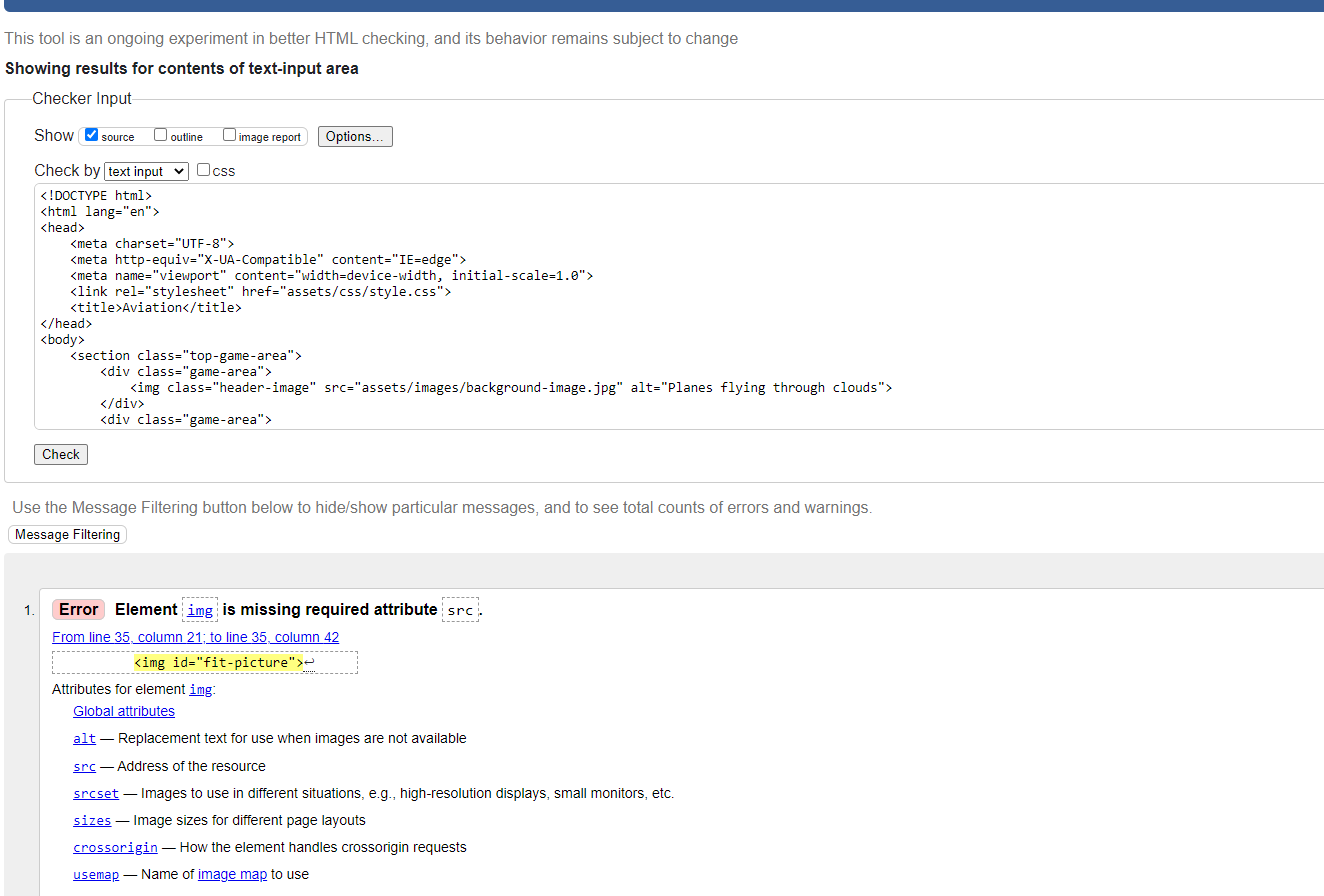 This tool is an ongoing experiment in better HTML checking, and its behavior remains subject to change
Showing results for contents of text-input area
Checker Input
Show source outline image report Options...
Check by text input css
<!DOCTYPE html>
<html lang="en">
<head>
    <meta charset="UTF-8">
    <meta http-equiv="X-UA-Compatible" content="IE=edge">
    <meta name="viewport" content="width=device-width, initial-scale=1.0">
    <link rel="stylesheet" href="assets/css/style.css">
    <title>Aviation</title>
</head>
<body>
    <section class="top-game-area">
        <div class="game-area">
            <img class="header-image" src="assets/images/background-image.jpg" alt="Planes flying through clouds">
        </div>
        <div class="game-area">
Check
Use the Message Filtering button below to hide/show particular messages, and to see total counts of errors and warnings.
Message Filtering
1. Error Element img is missing required attribute src.
From line 35, column 21; to line 35, column 42
<img id="fit-picture">↩
Attributes for element img:
Global attributes
alt — Replacement text for use when images are not available
src — Address of the resource
srcset — Images to use in different situations, e.g., high-resolution displays, small monitors, etc.
sizes — Image sizes for different page layouts
crossorigin — How the element handles crossorigin requests
usemap — Name of image map to use